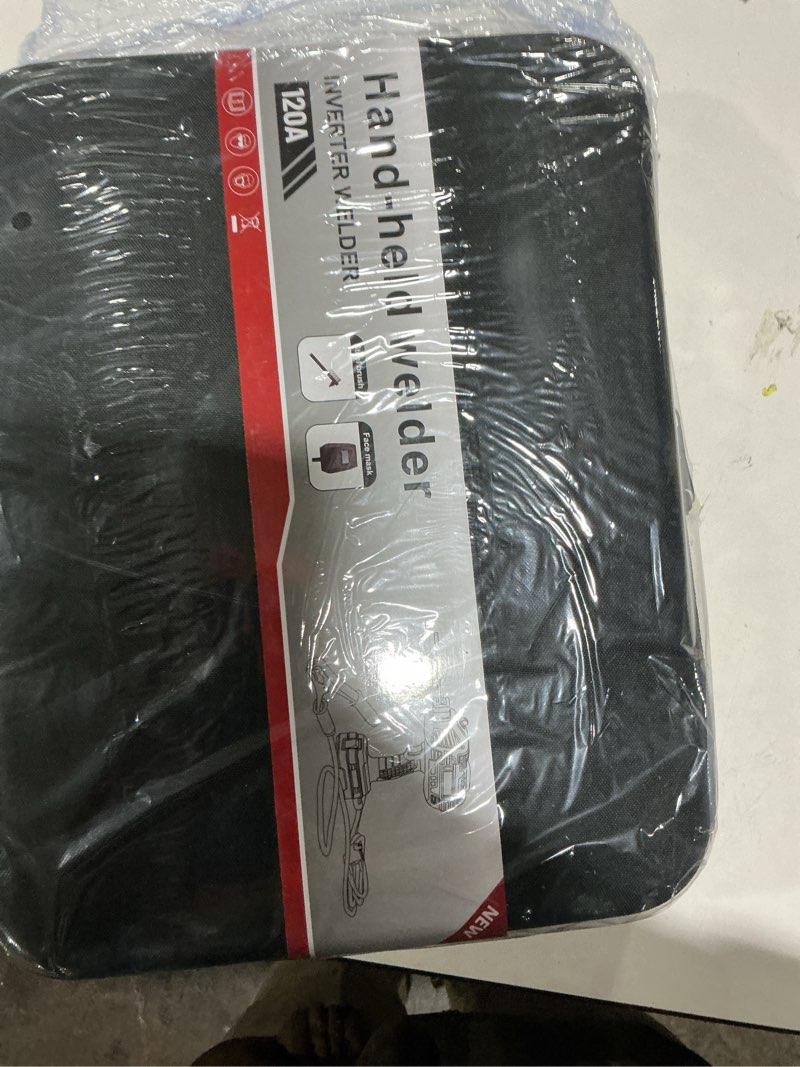 Hand-held welder
INVERTER WELDER
120A
brush
Face mask
NEW